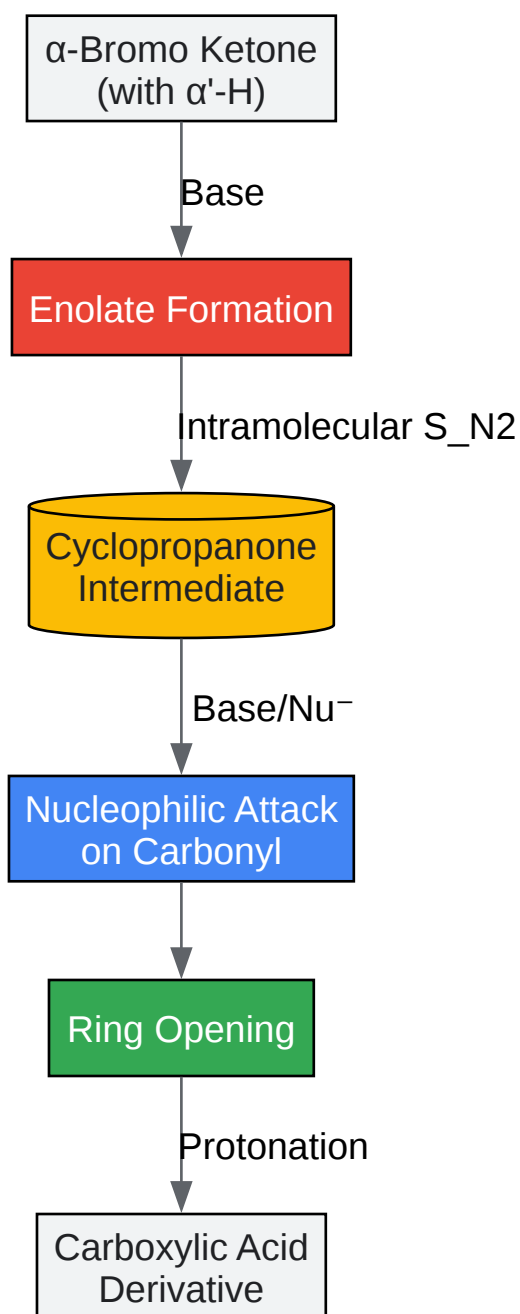 α-Bromo Ketone
(with α'-H)
Base
Enolate Formation
Intramolecular S_N2
Cyclopropanone
Intermediate
Base/Nu⁻
Nucleophilic Attack
on Carbonyl
Ring Opening
Protonation
Carboxylic Acid
Derivative